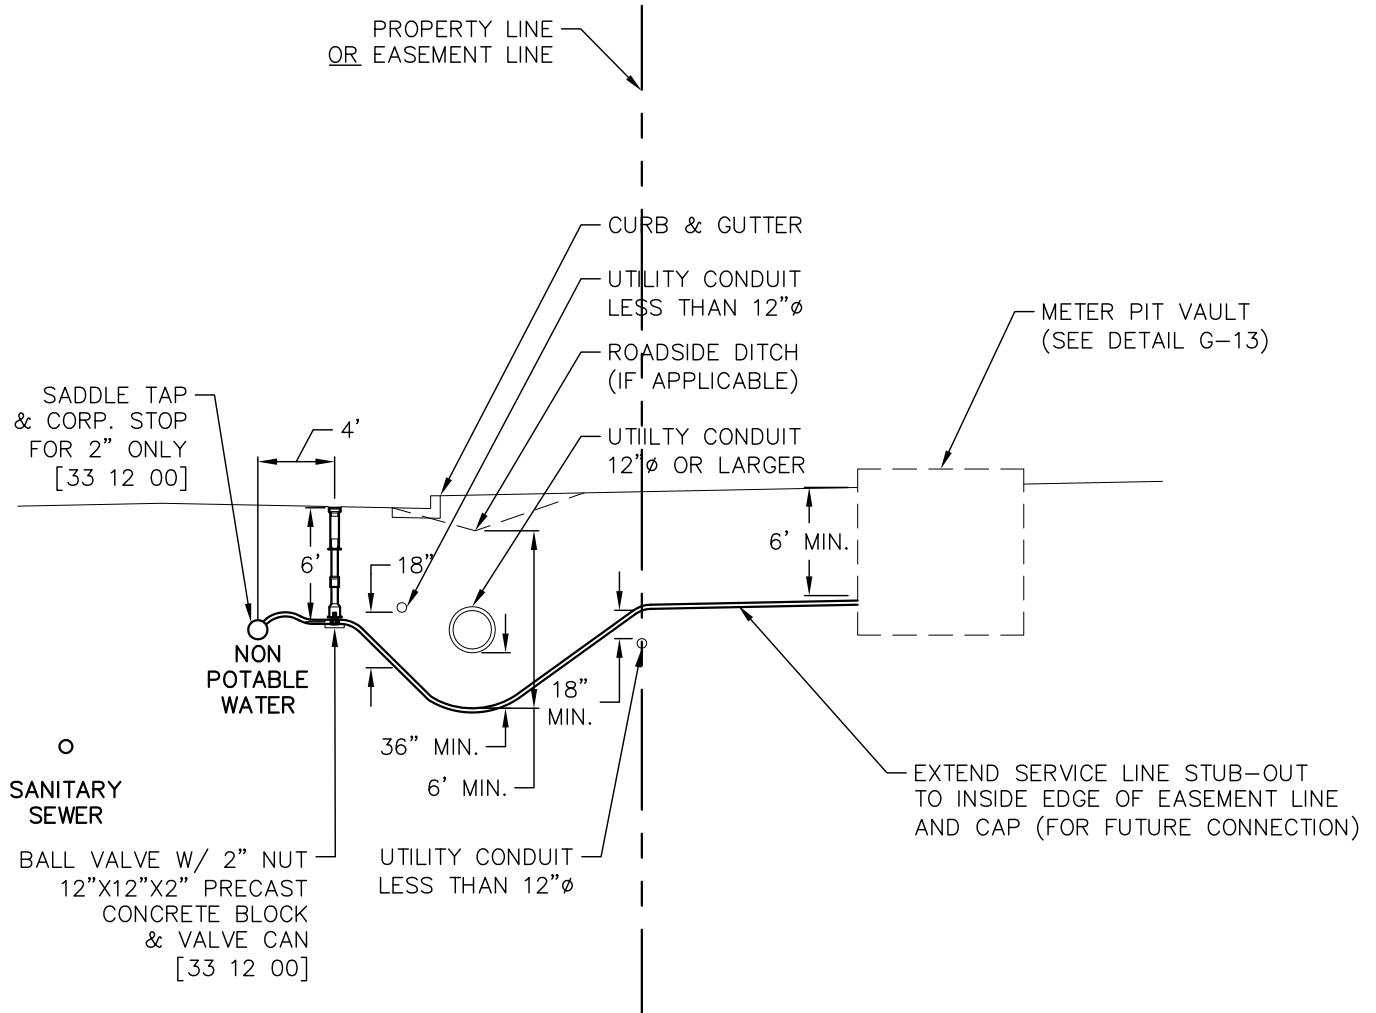 PROPERTY LINE
OR EASEMENT LINE
CURB & GUTTER
UTILITY CONDUIT
LESS THAN 12”ø
ROADSIDE DITCH
(IF APPLICABLE)
UTIILTY CONDUIT
12”ø OR LARGER
METER PIT VAULT
(SEE DETAIL G–13)
SADDLE TAP
& CORP. STOP
FOR 2” ONLY
[33 12 00]
4’
6’
18”
6’ MIN.
NON
POTABLE
WATER
18”
MIN.
36” MIN.
6’ MIN.
SANITARY
SEWER
EXTEND SERVICE LINE STUB–OUT
TO INSIDE EDGE OF EASEMENT LINE
AND CAP (FOR FUTURE CONNECTION)
BALL VALVE W/ 2” NUT
12”X12”X2” PRECAST
CONCRETE BLOCK
& VALVE CAN
[33 12 00]
UTILITY CONDUIT
LESS THAN 12”ø